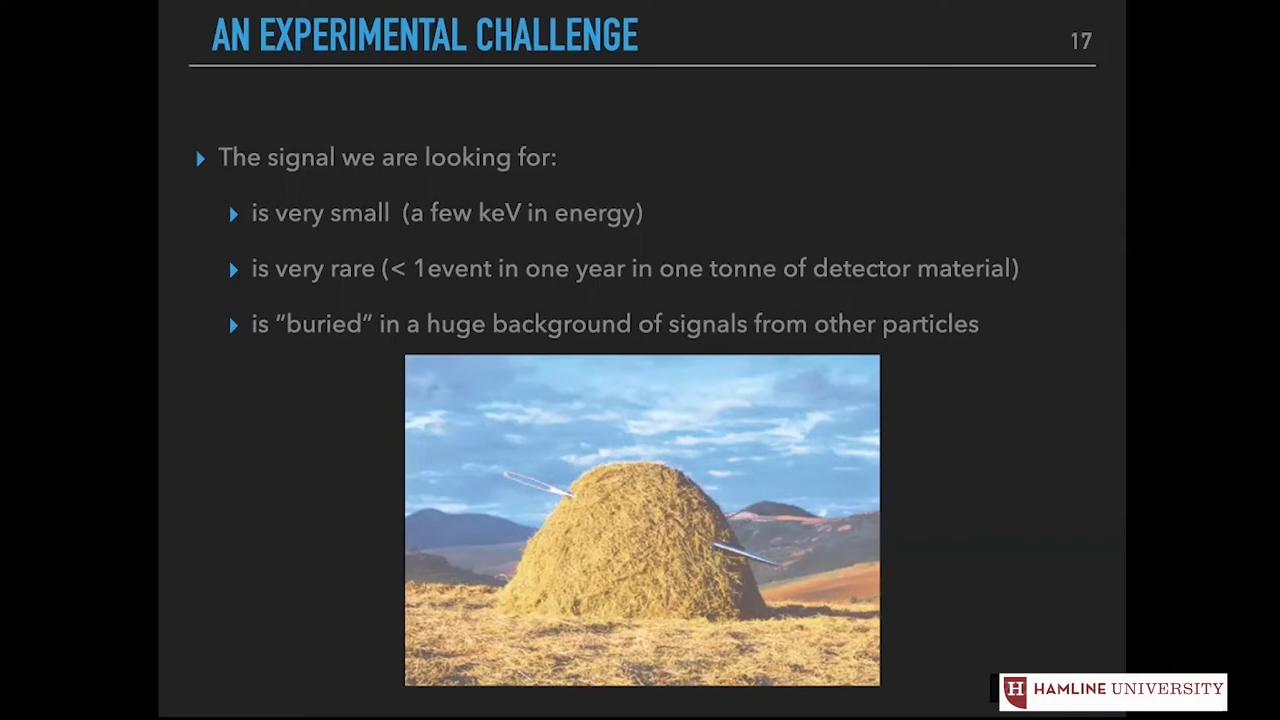 AN EXPERIMENTAL CHALLENGE
17
The signal we are looking for:
is very small (a few keV in energy)
is very rare (< 1event in one year in one tonne of detector material)
is “buried” in a huge background of signals from other particles
H HAMLINE UNIVERSITY